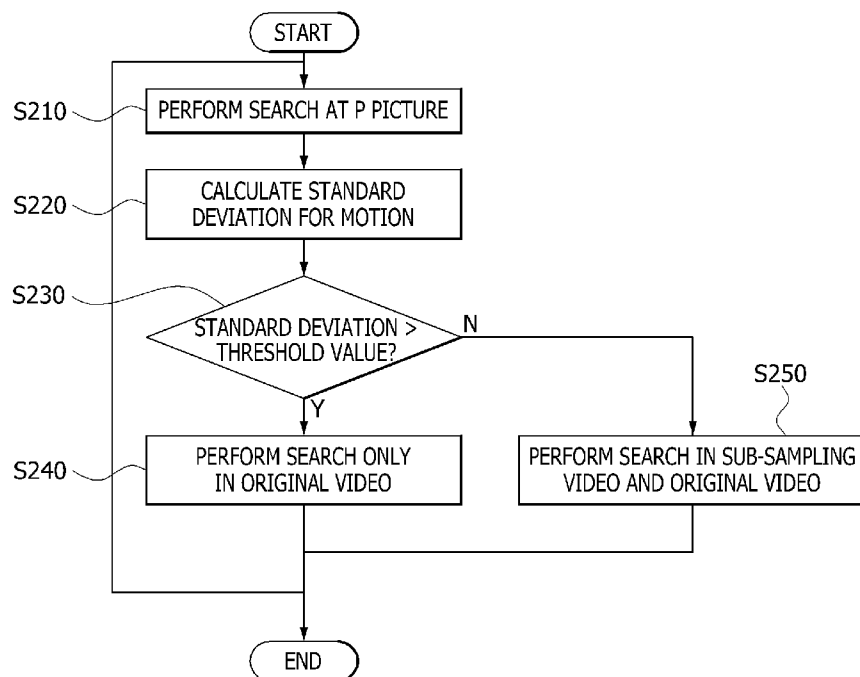 START
S210
PERFORM SEARCH AT P PICTURE
S220
CALCULATE STANDARD
DEVIATION FOR MOTION
S230
STANDARD DEVIATION >
THRESHOLD VALUE?
N
Y
S250
S240
PERFORM SEARCH ONLY
IN ORIGINAL VIDEO
PERFORM SEARCH IN SUB-SAMPLING
VIDEO AND ORIGINAL VIDEO
END